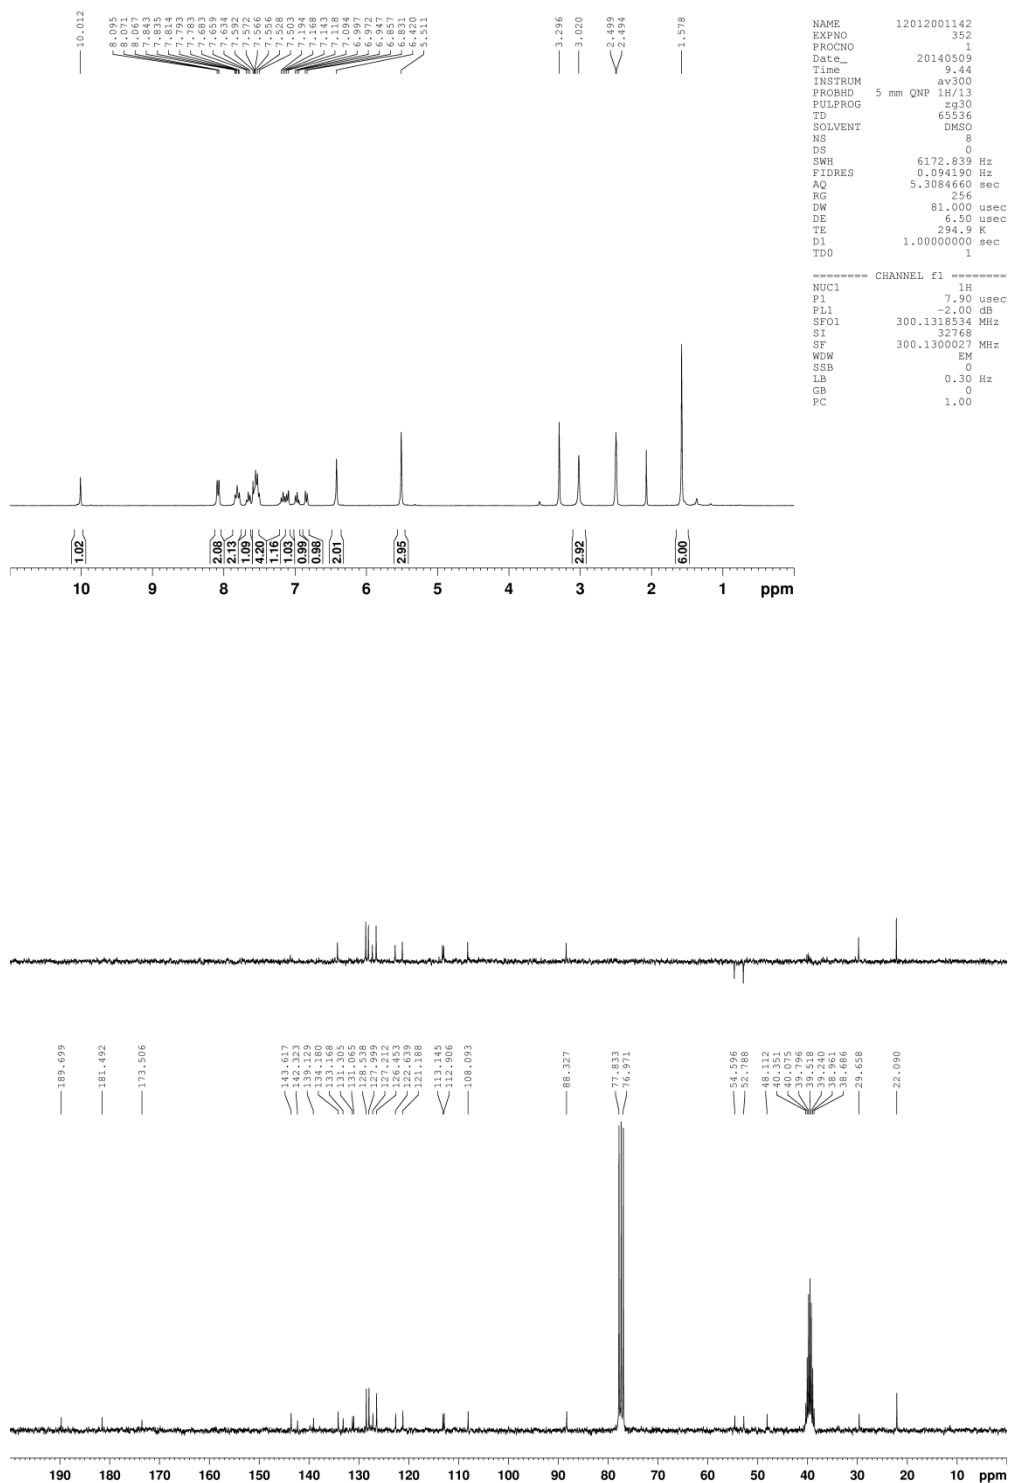 10.012
8.095
8.071
8.067
7.843
7.835
7.814
7.793
7.783
7.683
7.659
7.634
7.592
7.572
7.566
7.556
7.528
7.503
7.194
7.168
7.143
7.118
7.094
6.997
6.972
6.947
6.857
6.831
6.420
5.511
3.296
3.020
2.499
2.494
1.578
NAME 12012001142
EXPNO 352
PROCNO 1
Date_ 20140509
Time 9.44
INSTRUM av300
PROBHD 5 mm QNP 1H/13
PULPROG zg30
TD 65536
SOLVENT DMSO
NS 8
DS 0
SWH 6172.839 Hz
FIDRES 0.094190 Hz
AQ 5.3084660 sec
RG 256
DW 81.000 usec
DE 6.50 usec
TE 294.9 K
D1 1.00000000 sec
TD0 1
======== CHANNEL f1 ========
NUC1 1H
P1 7.90 usec
PL1 -2.00 dB
SFO1 300.1318534 MHz
SI 32768
SF 300.1300027 MHz
WDW EM
SSB 0
LB 0.30 Hz
GB 0
PC 1.00
1.02
2.08
2.13
1.09
4.20
1.16
1.03
0.99
0.98
2.01
2.95
2.92
6.00
10 9 8 7 6 5 4 3 2 1 ppm
189.699
181.492
173.506
143.617
142.323
139.129
134.180
133.168
131.305
131.065
128.538
127.999
127.212
126.453
122.639
121.188
113.145
112.906
108.093
88.327
77.833
76.971
54.596
52.788
48.112
40.351
40.075
39.796
39.518
39.240
38.961
38.686
29.658
22.090
190 180 170 160 150 140 130 120 110 100 90 80 70 60 50 40 30 20 10 ppm